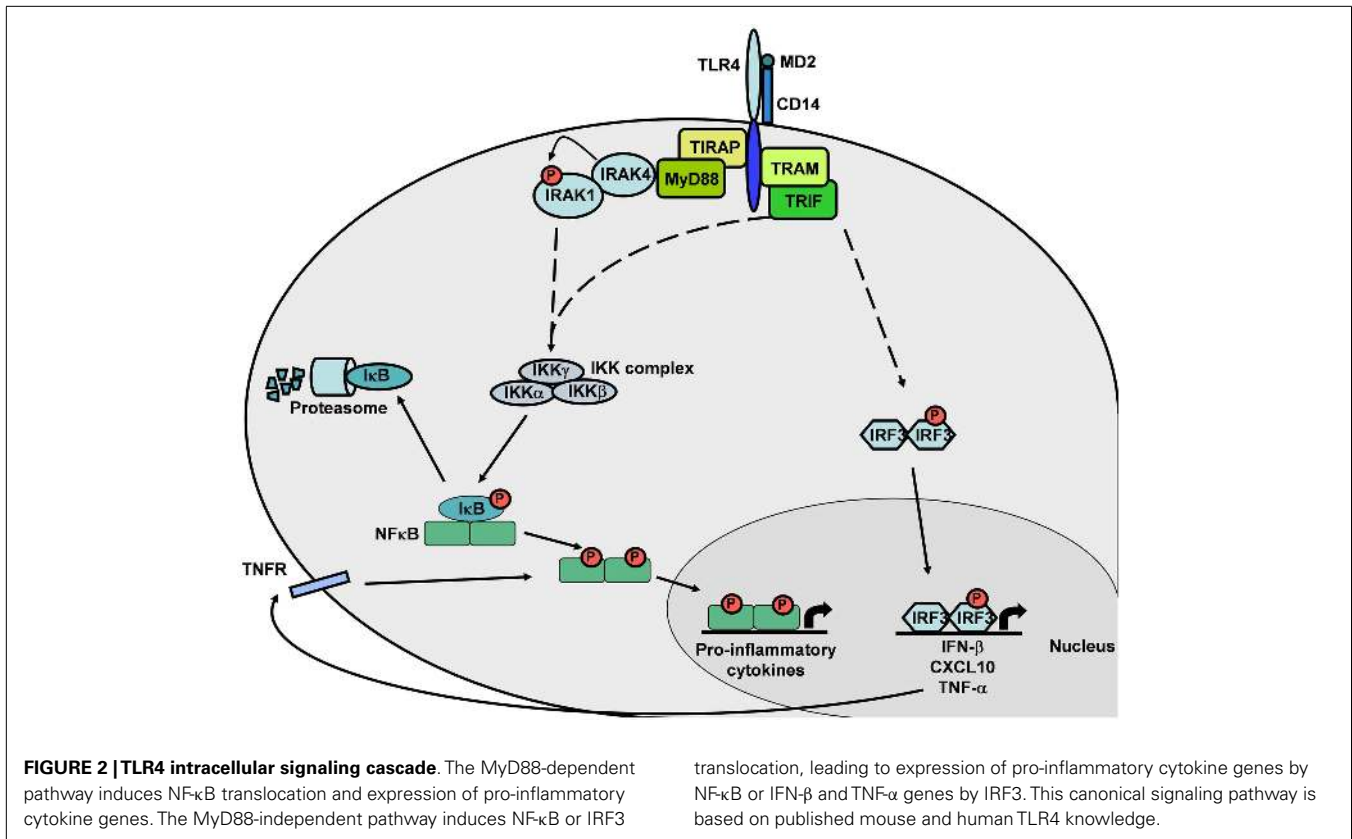 TLR4
MD2
CD14
TIRAP
MyD88
TRAM
TRIF
IRAK4
P
IRAK1
IKKγ
IKK complex
IKKα
IKKβ
IκB
Proteasome
P
IRF3
IRF3
P
IκB
NFκB
TNFR
P
P
P
P
Pro-inflammatory
cytokines
P
IRF3
IRF3
IFN-β
CXCL10
TNF-α
Nucleus
FIGURE 2 | TLR4 intracellular signaling cascade. The MyD88-dependent
pathway induces NF-κB translocation and expression of pro-inflammatory
cytokine genes. The MyD88-independent pathway induces NF-κB or IRF3
translocation, leading to expression of pro-inflammatory cytokine genes by
NF-κB or IFN-β and TNF-α genes by IRF3. This canonical signaling pathway is
based on published mouse and human TLR4 knowledge.